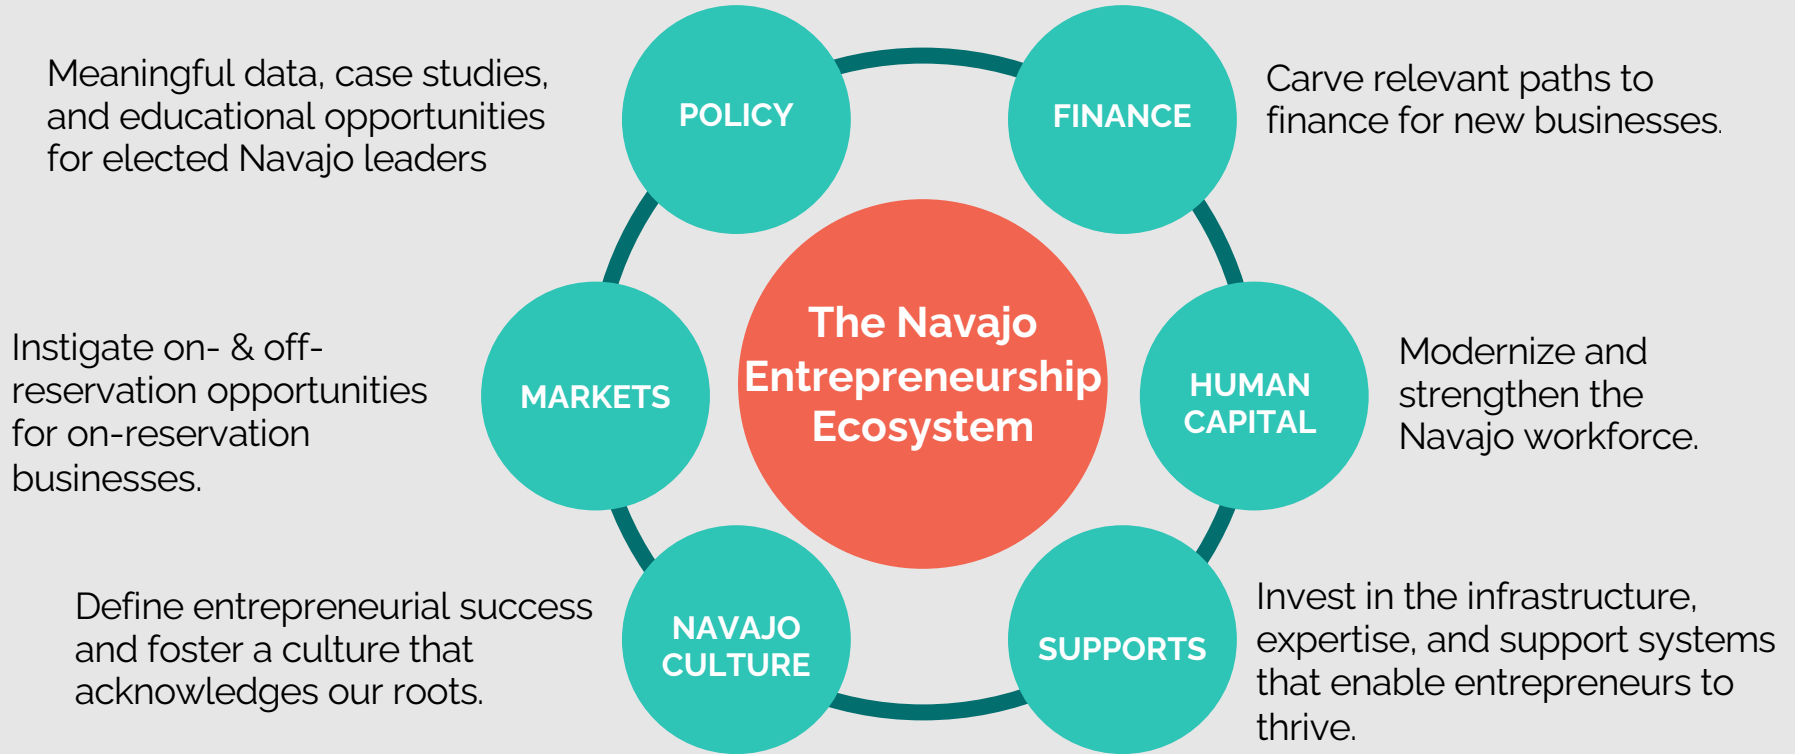 Meaningful data, case studies,
and educational opportunities
for elected Navajo leaders
POLICY
FINANCE
Carve relevant paths to
finance for new businesses.
Instigate on- & off-
reservation opportunities
for on-reservation
businesses.
MARKETS
The Navajo
Entrepreneurship
Ecosystem
HUMAN
CAPITAL
Modernize and
strengthen the
Navajo workforce.
Define entrepreneurial success
and foster a culture that
acknowledges our roots.
NAVAJO
CULTURE
SUPPORTS
Invest in the infrastructure,
expertise, and support systems
that enable entrepreneurs to
thrive.